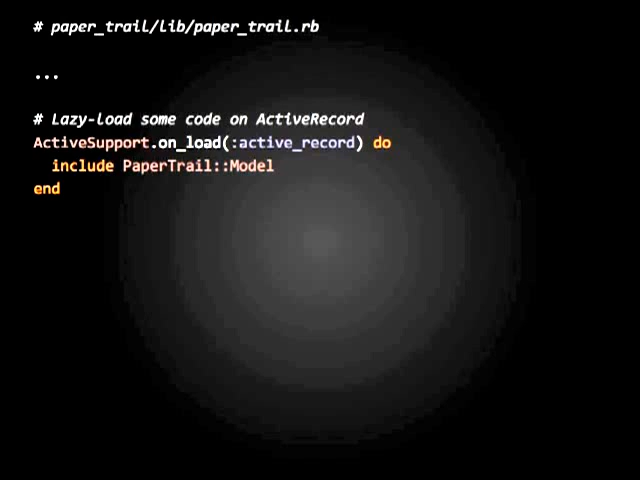 # paper_trail/lib/paper_trail.rb
...
# Lazy-load some code on ActiveRecord
ActiveSupport.on_load(:active_record) do
  include PaperTrail::Model
end